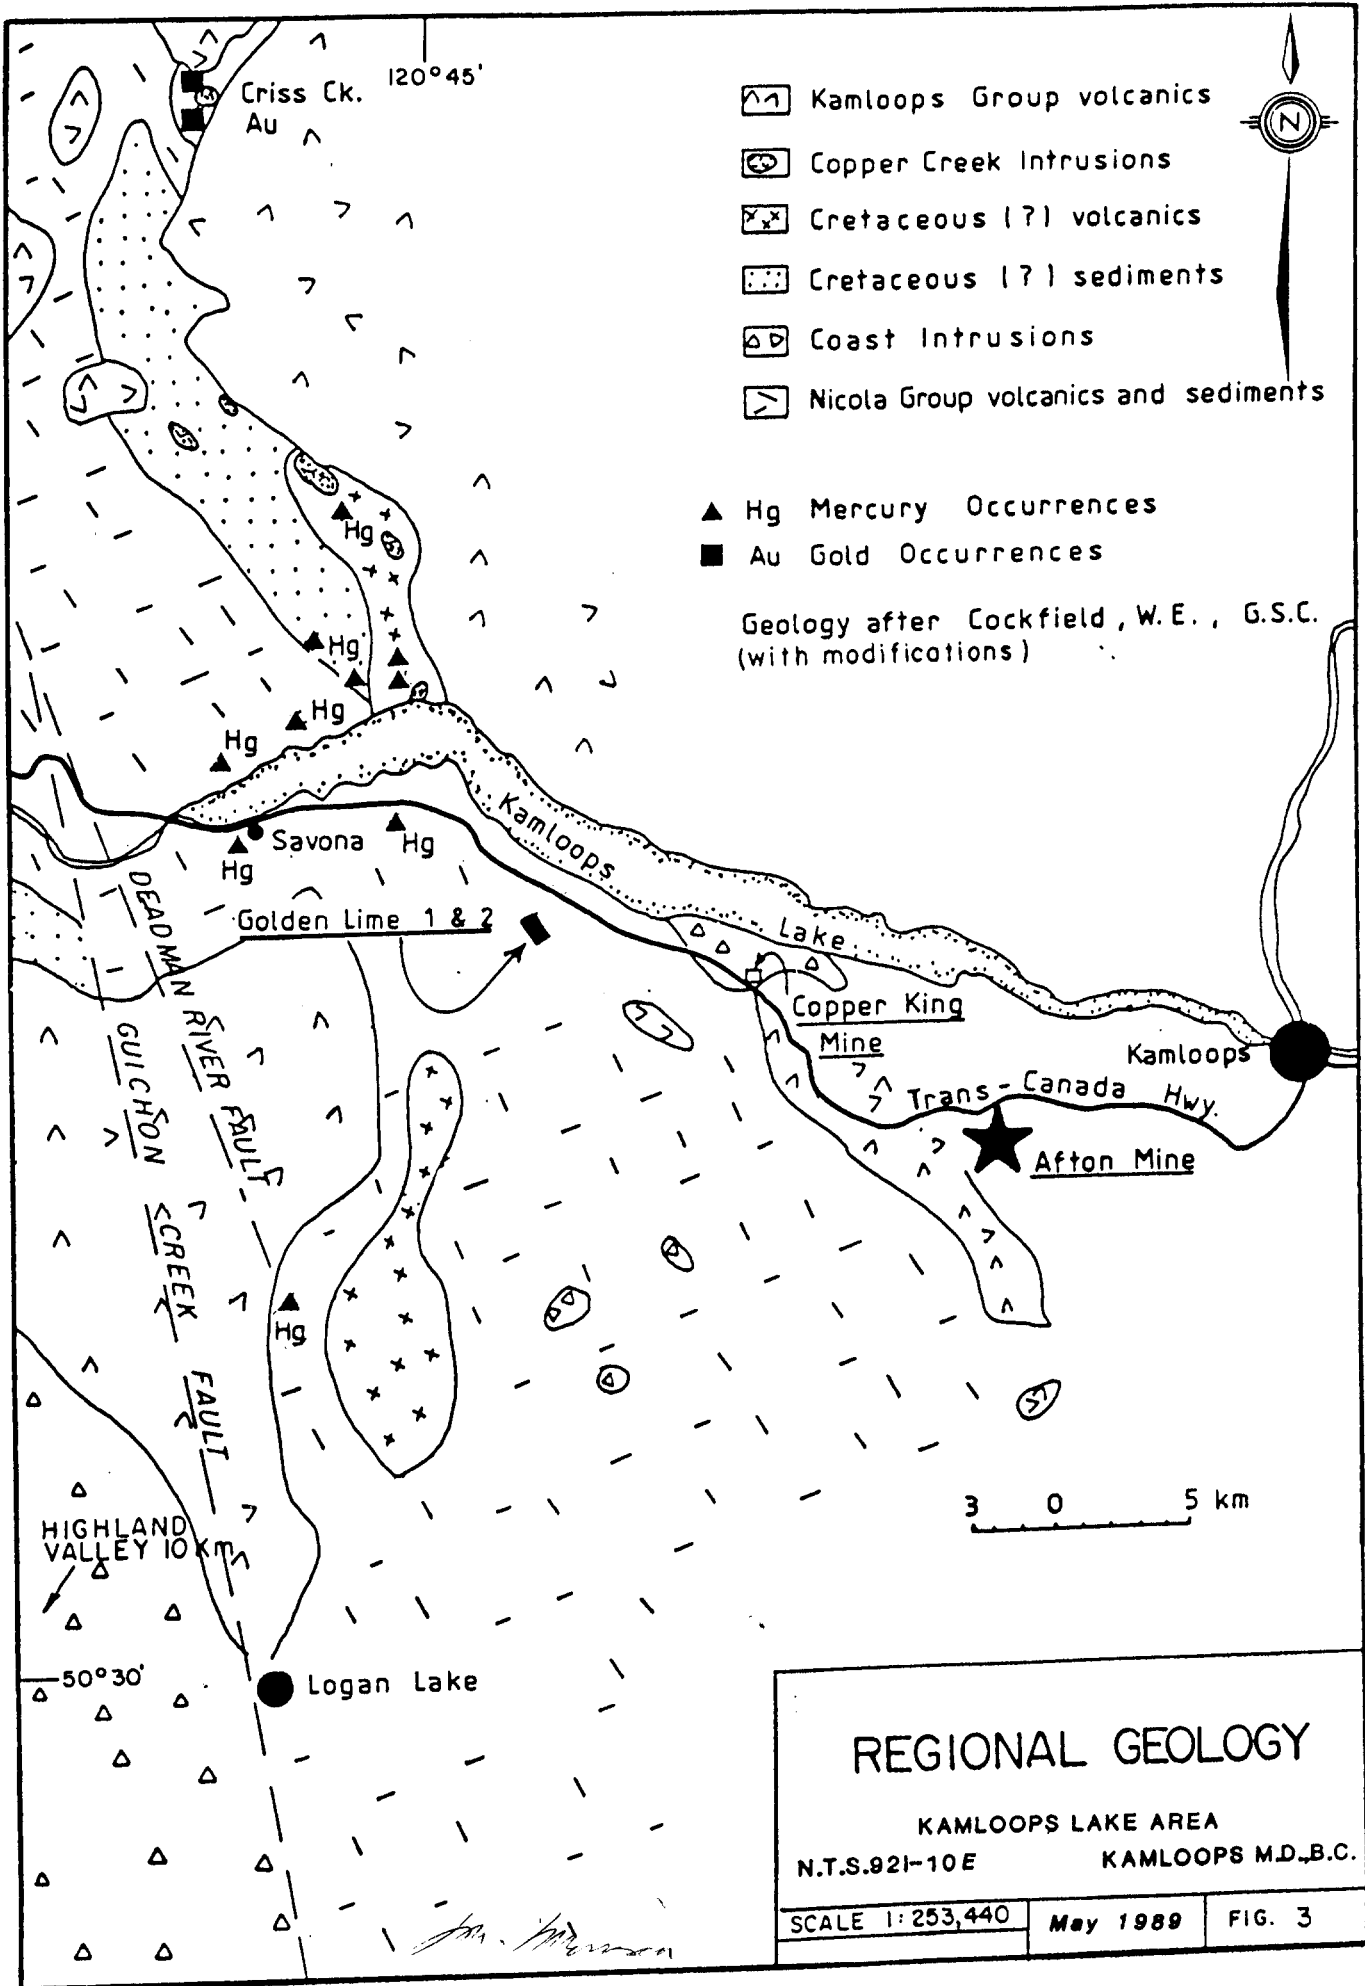 120°45'
Criss Ck.
Au
Kamloops Group volcanics
Copper Creek Intrusions
Cretaceous (?) volcanics
Cretaceous (?) sediments
Coast Intrusions
Nicola Group volcanics and sediments
N
Hg Mercury Occurrences
Au Gold Occurrences
Geology after Cockfield, W.E., G.S.C.
(with modifications)
Hg
Hg
Hg
Hg
Savona
Hg
Hg
Kamloops Lake
Golden Lime 1 & 2
DEADMAN RIVER FAULT
GUICHON CREEK FAULT
Copper King
Mine
Kamloops
Trans-Canada Hwy.
Afton Mine
Hg
3 0 5 km
HIGHLAND
VALLEY 10 Km
50°30'
Logan Lake
REGIONAL GEOLOGY
KAMLOOPS LAKE AREA
N.T.S.92I-10E KAMLOOPS M.D.,B.C.
SCALE 1:253,440 May 1989 FIG. 3